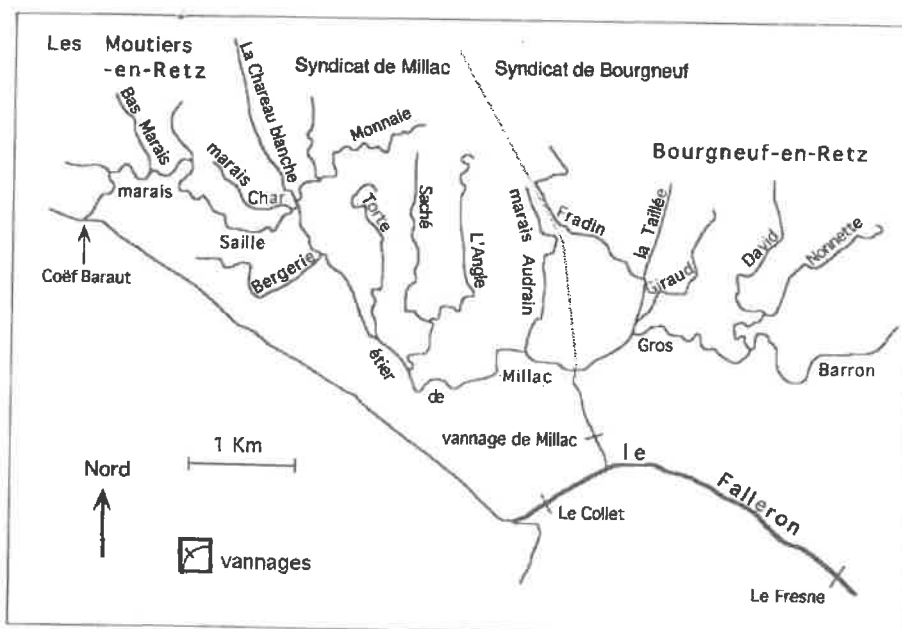 Les Moutiers
-en-Retz
La Chareau blanche
Syndicat de Millac
Syndicat de Bourgneuf
Bas Marais
Monnaie
marais
Bourgneuf-en-Retz
marais
Char
Torte
Saché
L'Angle
marais Audrain
Fradin
la Taillée
Giraud
David
Nonnette
Saille
Bergerie
Coëf Baraut
étier
de
Millac
Gros
Barron
1 Km
vannage de Millac
le
Falleron
Nord
Le Collet
vannages
Le Fresne